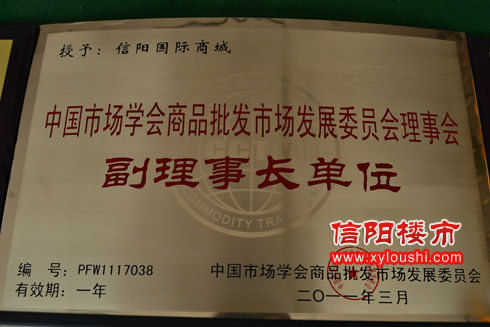 授予：信阳国际商城
中国市场学会商品批发市场发展委员会理事会
副理事长单位
COMMODITY TRA
信阳楼市
www.xyloushi.com
编 号：PFW1117038
中国市场学会商品批发市场发展委员会
有效期：一年
二〇一一年三月